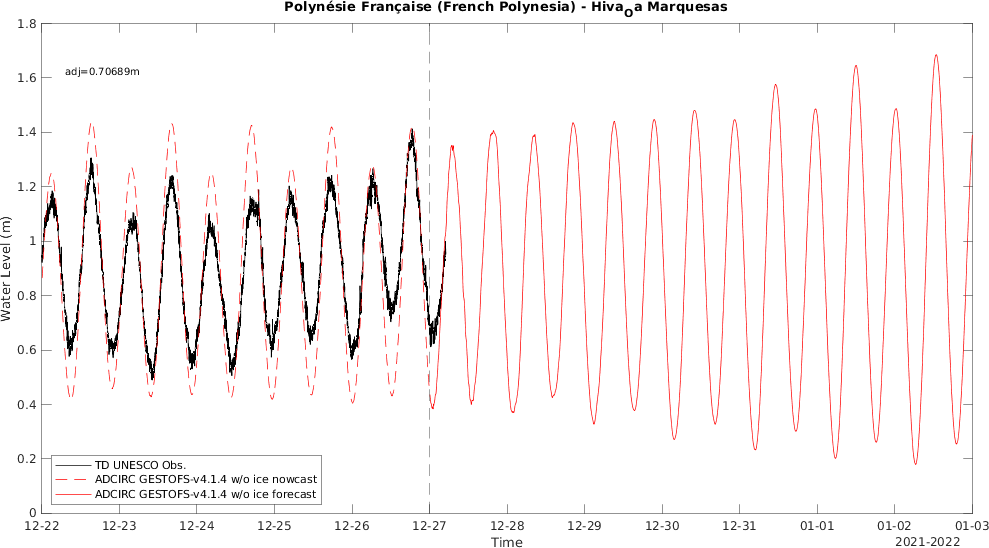 Polynésie Française (French Polynesia) - Hiva_Oa Marquesas
1.8
1.6
1.4
1.2
1
0.8
0.6
0.4
0.2
0
Water Level (m)
adj=0.70689m
TD UNESCO Obs.
ADCIRC GESTOFS-v4.1.4 w/o ice nowcast
ADCIRC GESTOFS-v4.1.4 w/o ice forecast
12-22 12-23 12-24 12-25 12-26 12-27 12-28 12-29 12-30 12-31 01-01 01-02 01-03
Time
2021-2022